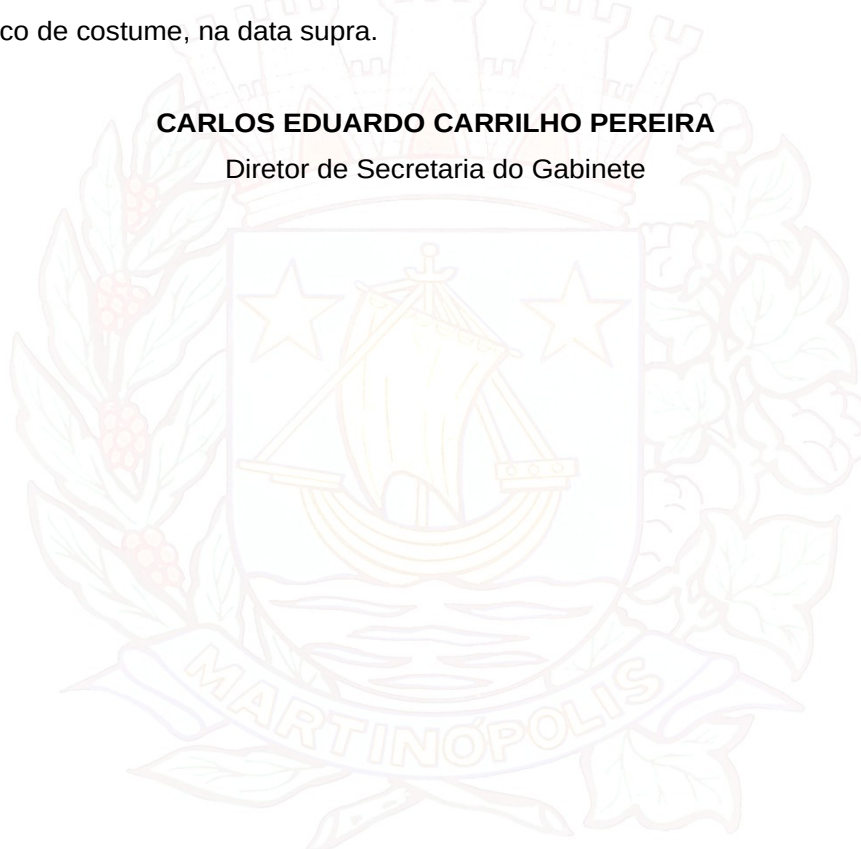 co de costume, na data supra.
CARLOS EDUARDO CARRILHO PEREIRA
Diretor de Secretaria do Gabinete
MARTINÓPOLIS